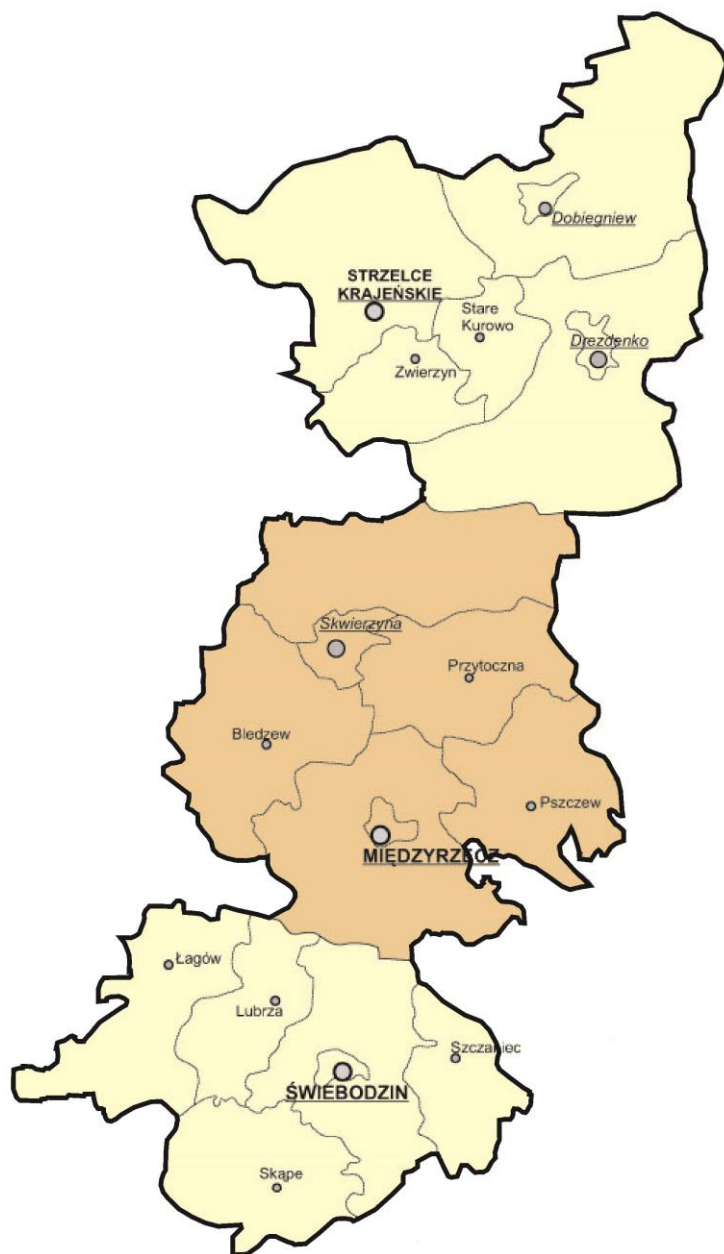 Dobiegniew
STRZELCE
KRAJEŃSKIE
Stare
Kurowo
Drezdenko
Zwierzyn
Skwierzyna
Przytoczna
Bledzew
Pszczew
MIĘDZYRZECZ
Łagów
Lubrza
Szczaniec
ŚWIEBODZIN
Skąpe